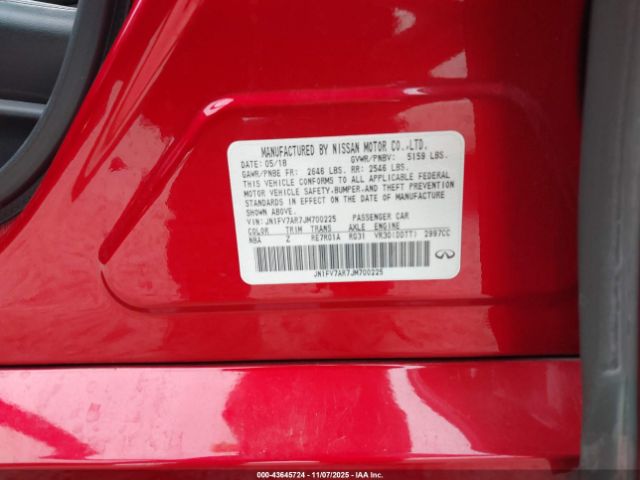 MANUFACTURED BY NISSAN MOTOR CO.,LTD.
DATE: 05/18 GVWR/PNBV: 5159 LBS.
GAWR/PNBE FR: 2646 LBS. RR: 2546 LBS.
THIS VEHICLE CONFORMS TO ALL APPLICABLE FEDERAL
MOTOR VEHICLE SAFETY,BUMPER,AND THEFT PREVENTION
STANDARDS IN EFFECT ON THE DATE OF MANUFACTURE
SHOWN ABOVE.
VIN: JN1FV7AR7JM700225 PASSENGER CAR
COLOR TRIM TRANS AXLE ENGINE
NBA Z RE7R01A RG31 VR30(DDTT) 2997CC
JN1FV7AR7JM700225
INFINITI
000-43645724 - 11/07/2025 - IAA Inc.